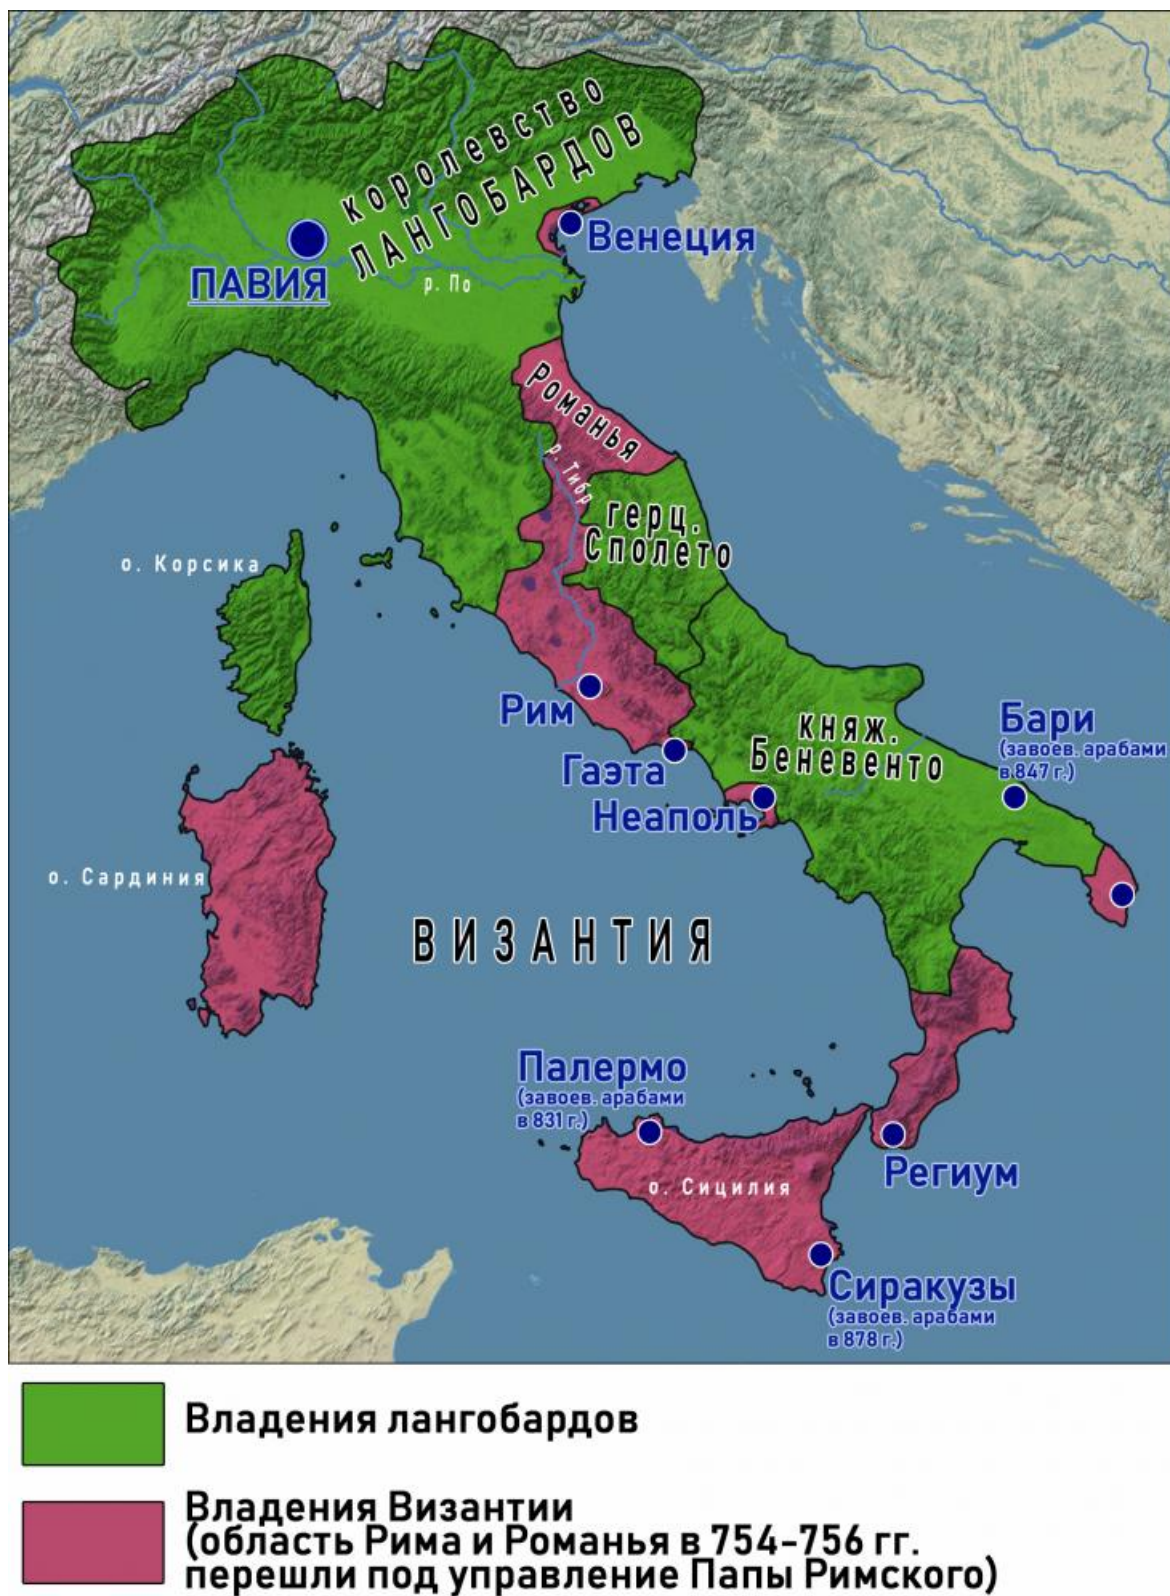 королевство
ЛАНГОБАРДОВ
Венеция
ПАВИЯ
р. По
Романья
р. Тибр
герц.
Сполето
о. Корсика
Рим
Гаэта
Неаполь
княж.
Беневенто
Бари
(завоев. арабами
в 847 г.)
о. Сардиния
ВИЗАНТИЯ
Палермо
(завоев. арабами
в 831 г.)
Региум
о. Сицилия
Сиракузы
(завоев. арабами
в 878 г.)
Владения лангобардов
Владения Византии
(область Рима и Романья в 754-756 гг.
перешли под управление Папы Римского)